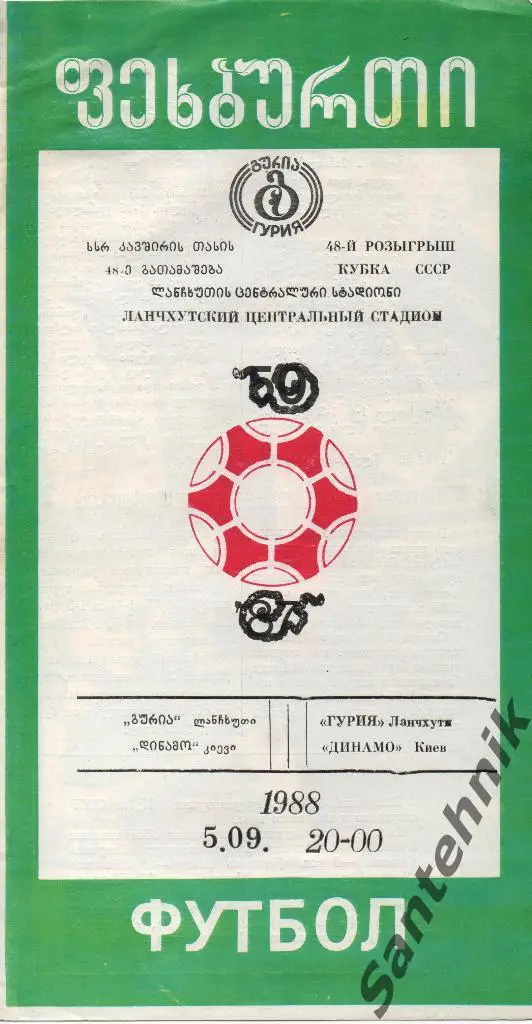 ფეხბურთი
გურია
ГУРИЯ
სსრ კავშირის თასის
48-ე გათამაშება
48-Й РОЗЫГРЫШ
КУБКА СССР
ლანჩხუთის ცენტრალური სტადიონი
ЛАНЧХУТСКИЙ ЦЕНТРАЛЬНЫЙ СТАДИОН
„გურია" ლანჩხუთი
„დინამო" კიევი
«ГУРИЯ» Ланчхути
«ДИНАМО» Киев
1988
5.09. 20-00
ФУТБОЛ
Santehnik